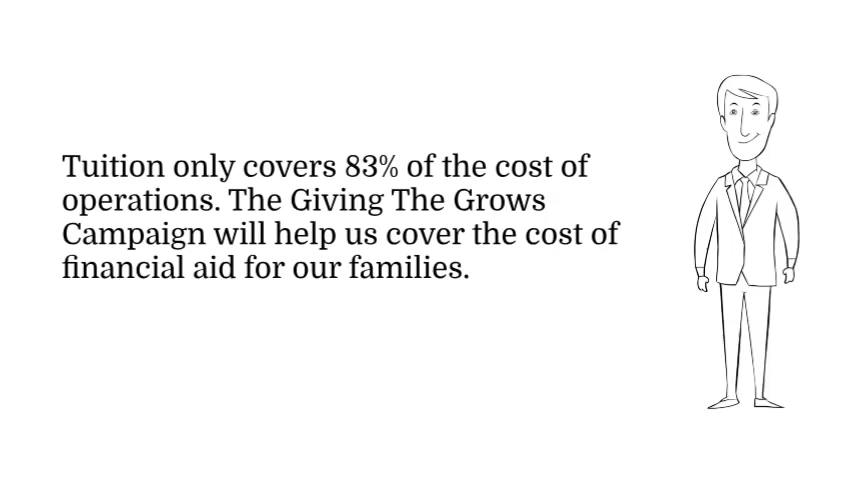 Tuition only covers 83% of the cost of
operations. The Giving The Grows
Campaign will help us cover the cost of
financial aid for our families.